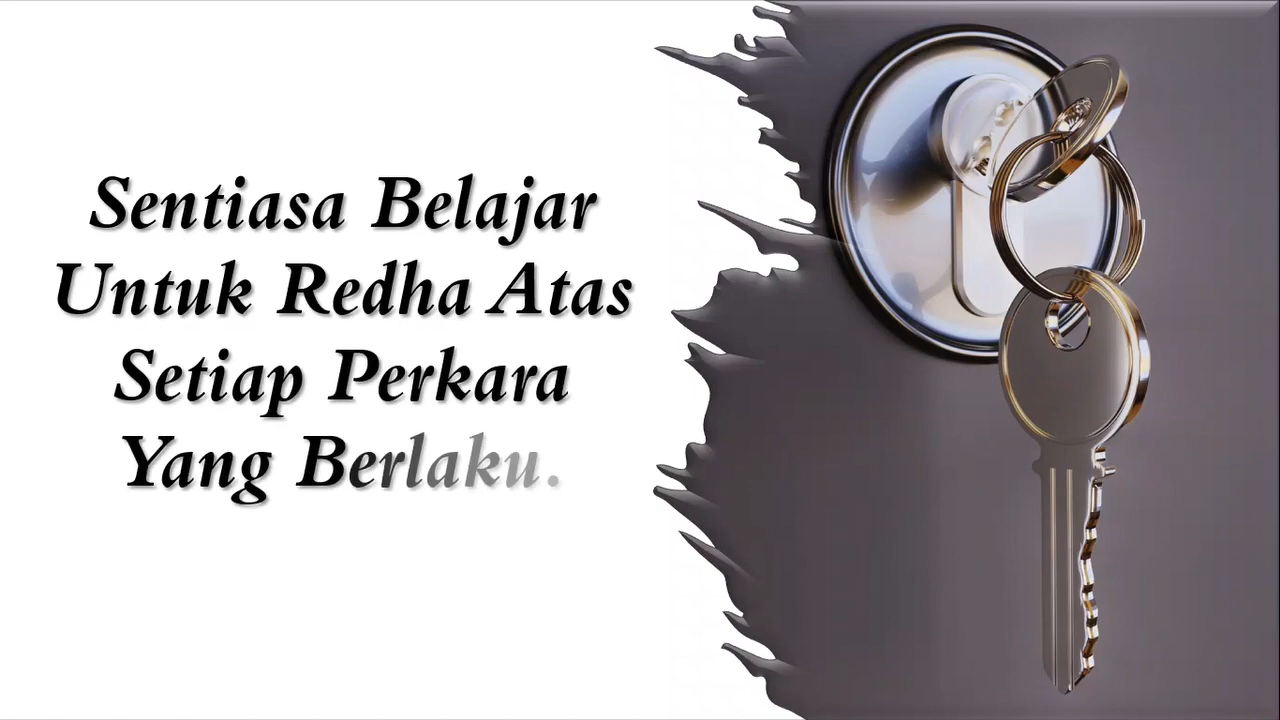 Sentiasa Belajar
Untuk Redha Atas
Setiap Perkara
Yang Berlaku.